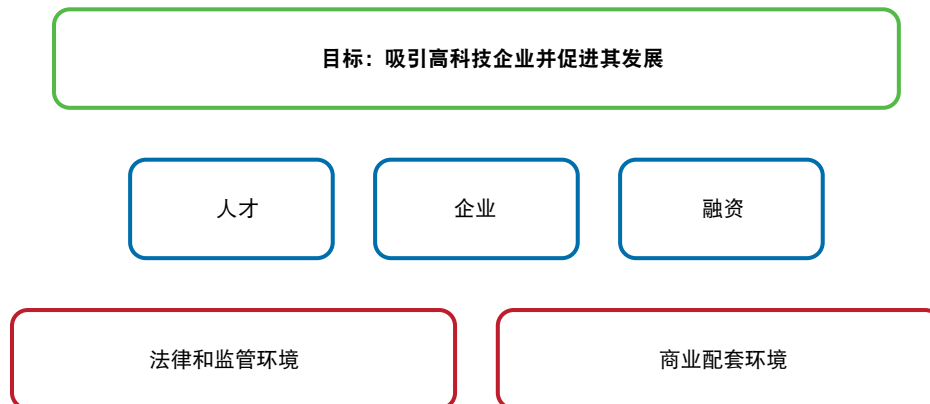 目标：吸引高科技企业并促进其发展
人才
企业
融资
法律和监管环境
商业配套环境